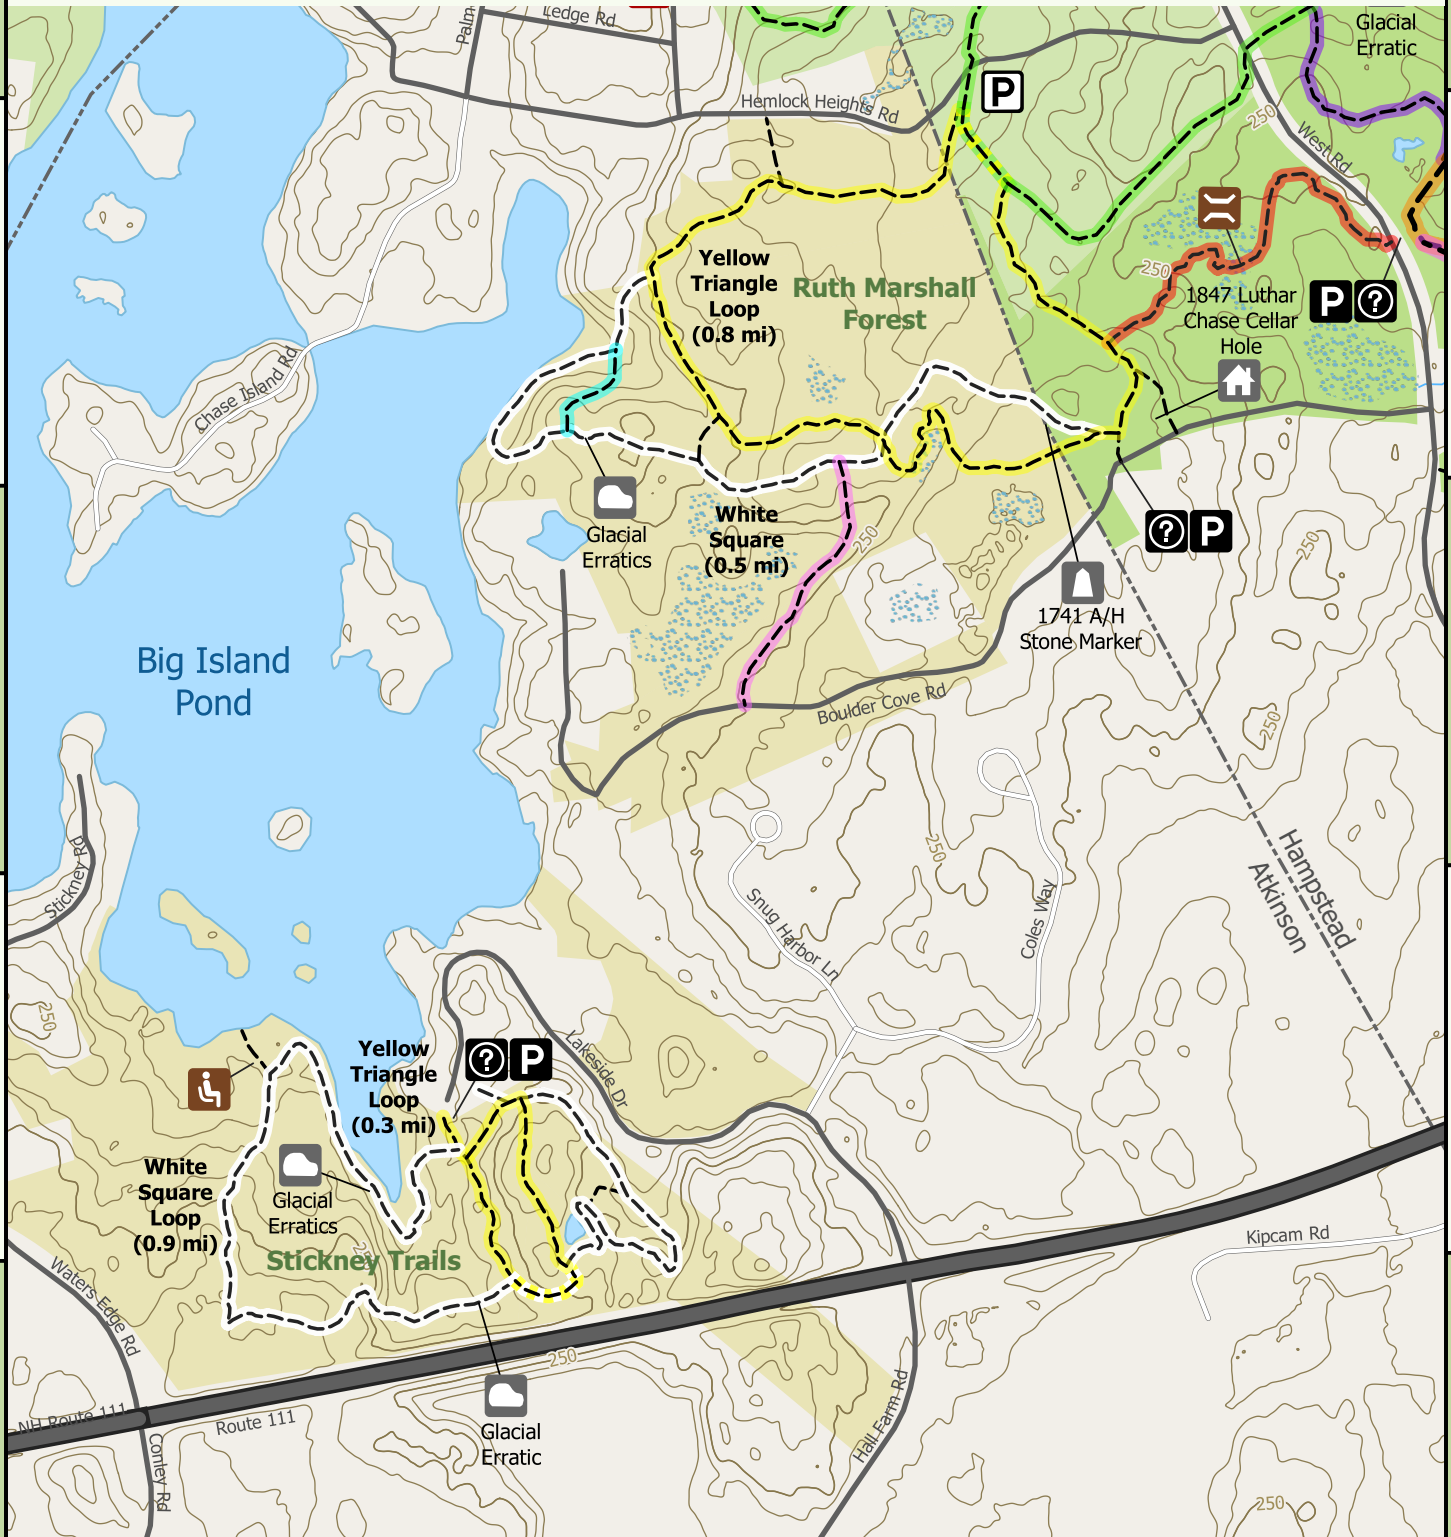 Palm
Ledge Rd
Glacial
Erratic
P
Hemlock Heights Rd
250
West Rd
Yellow
Triangle
Loop
(0.8 mi)
Ruth Marshall
Forest
250
1847 Luthar
Chase Cellar
Hole
P ?
Chase Island Rd
Glacial
Erratics
White
Square
(0.5 mi)
250
? P
250
1741 A/H
Stone Marker
Big Island
Pond
Boulder Cove Rd
250
Stickney Rd
250
Hampstead
Atkinson
Snug Harbor Ln
Coles Way
250
Yellow
Triangle
Loop
(0.3 mi)
? P
Lakeside Dr
White
Square
Loop
(0.9 mi)
Glacial
Erratics
250
Stickney Trails
Waters Edge Rd
Kipcam Rd
250
NH Route 111
Route 111
Glacial
Erratic
Hall Farm Rd
Conley Rd
250